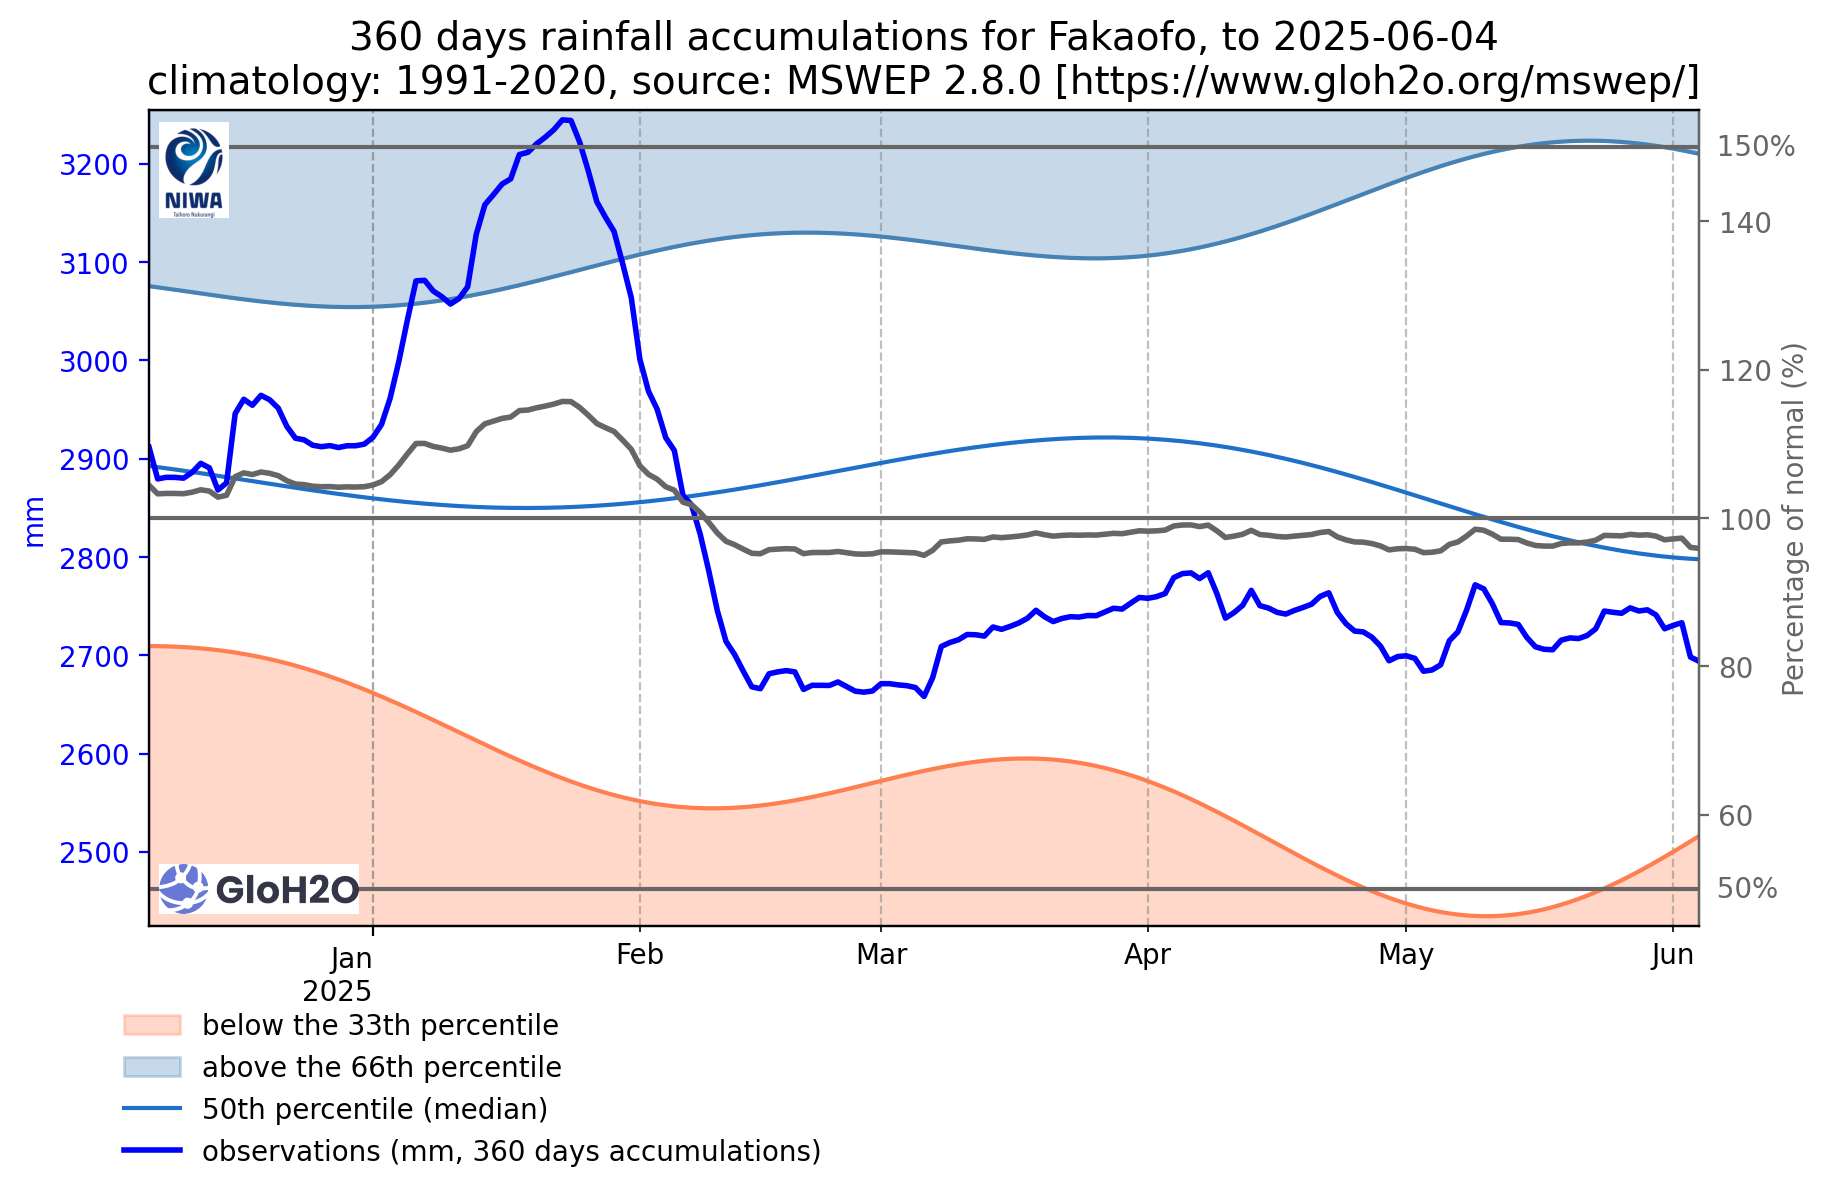 360 days rainfall accumulations for Fakaofo, to 2025-06-04
climatology: 1991-2020, source: MSWEP 2.8.0 [https://www.gloh2o.org/mswep/]
NIWA
Taihoro Nukurangi
3200
3100
3000
2900
2800
2700
2600
2500
mm
150%
140
120
100
80
60
50%
Percentage of normal (%)
GloH2O
Jan
2025
Feb
Mar
Apr
May
Jun
below the 33th percentile
above the 66th percentile
50th percentile (median)
observations (mm, 360 days accumulations)